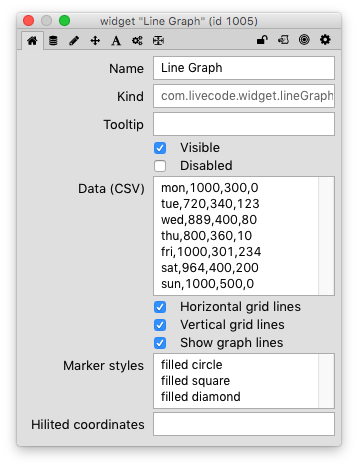 widget "Line Graph" (id 1005)
A
Name Line Graph
Kind com.livecode.widget.lineGraph
Tooltip
Visible
Disabled
Data (CSV) mon,1000,300,0
tue,720,340,123
wed,889,400,80
thu,800,360,10
fri,1000,301,234
sat,964,400,200
sun,1000,500,0
Horizontal grid lines
Vertical grid lines
Show graph lines
Marker styles filled circle
filled square
filled diamond
Hilited coordinates